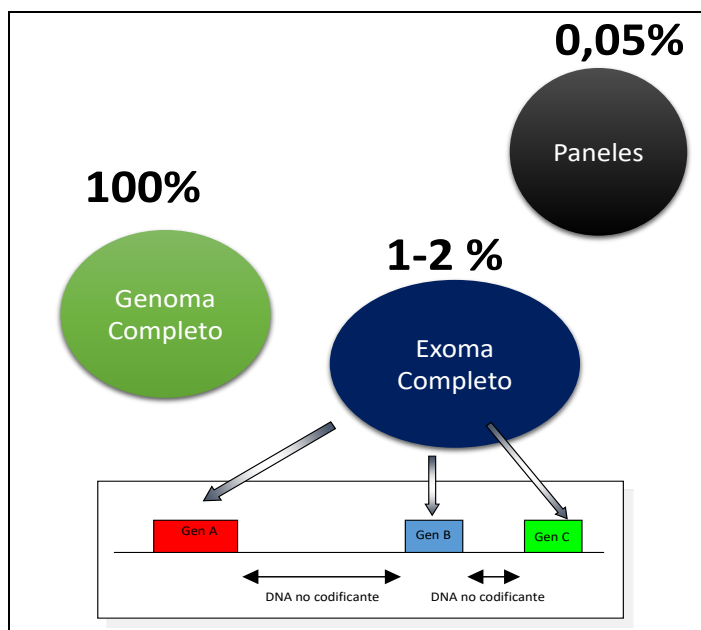 0,05%
Paneles
100%
Genoma
Completo
1-2 %
Exoma
Completo
Gen A
Gen B
Gen C
DNA no codificante
DNA no codificante